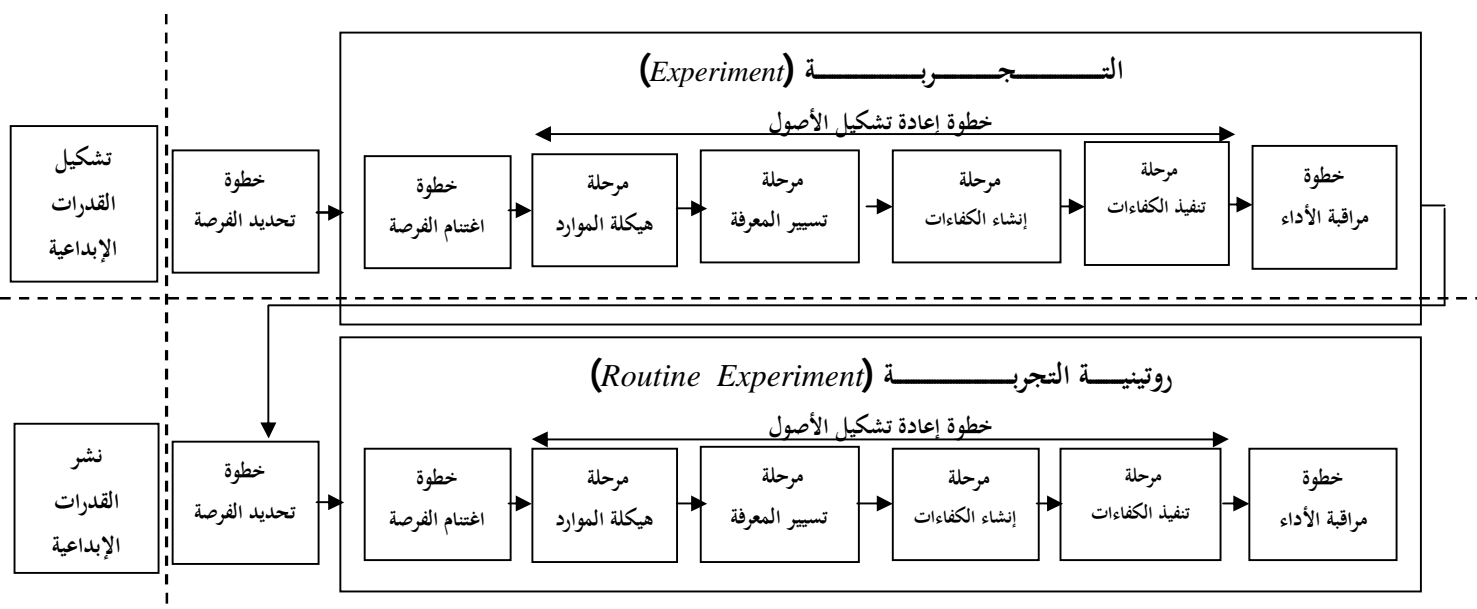 التـــجـــربـــة (Experiment)
خطوة إعادة تشكيل الأصول
تشكيل
القدرات
الإبداعية
خطوة
تحديد الفرصة
خطوة
اغتنام الفرصة
مرحلة
هيكلة الموارد
مرحلة
تسيير المعرفة
مرحلة
إنشاء الكفاءات
مرحلة
تنفيذ الكفاءات
خطوة
مراقبة الأداء
روتينيـــة التجربـــة (Routine Experiment)
خطوة إعادة تشكيل الأصول
نشر
القدرات
الإبداعية
خطوة
تحديد الفرصة
خطوة
اغتنام الفرصة
مرحلة
هيكلة الموارد
مرحلة
تسيير المعرفة
مرحلة
إنشاء الكفاءات
مرحلة
تنفيذ الكفاءات
خطوة
مراقبة الأداء